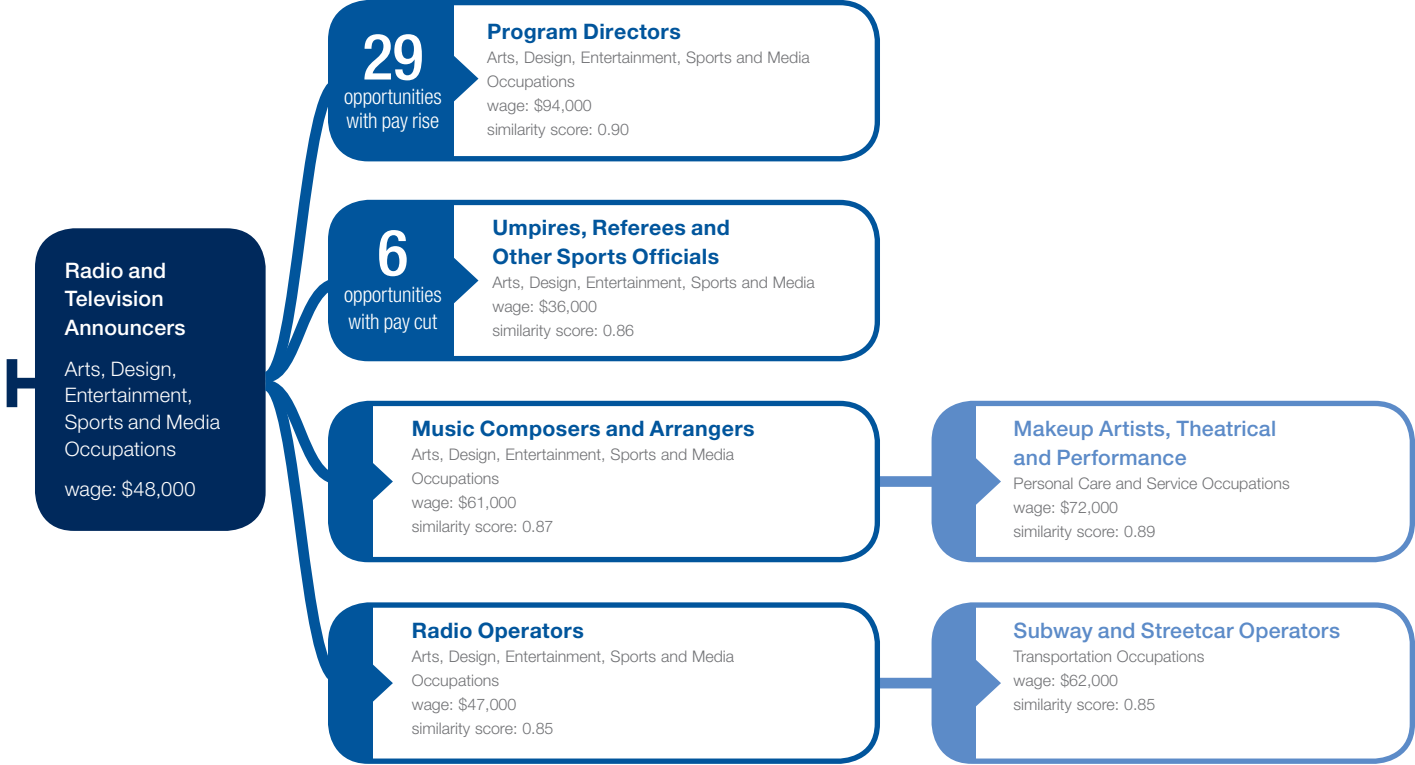 29
opportunities
with pay rise
Program Directors
Arts, Design, Entertainment, Sports and Media
Occupations
wage: $94,000
similarity score: 0.90
6
opportunities
with pay cut
Umpires, Referees and
Other Sports Officials
Arts, Design, Entertainment, Sports and Media
wage: $36,000
similarity score: 0.86
Radio and
Television
Announcers
Arts, Design,
Entertainment,
Sports and Media
Occupations
wage: $48,000
Music Composers and Arrangers
Arts, Design, Entertainment, Sports and Media
Occupations
wage: $61,000
similarity score: 0.87
Makeup Artists, Theatrical
and Performance
Personal Care and Service Occupations
wage: $72,000
similarity score: 0.89
Radio Operators
Arts, Design, Entertainment, Sports and Media
Occupations
wage: $47,000
similarity score: 0.85
Subway and Streetcar Operators
Transportation Occupations
wage: $62,000
similarity score: 0.85